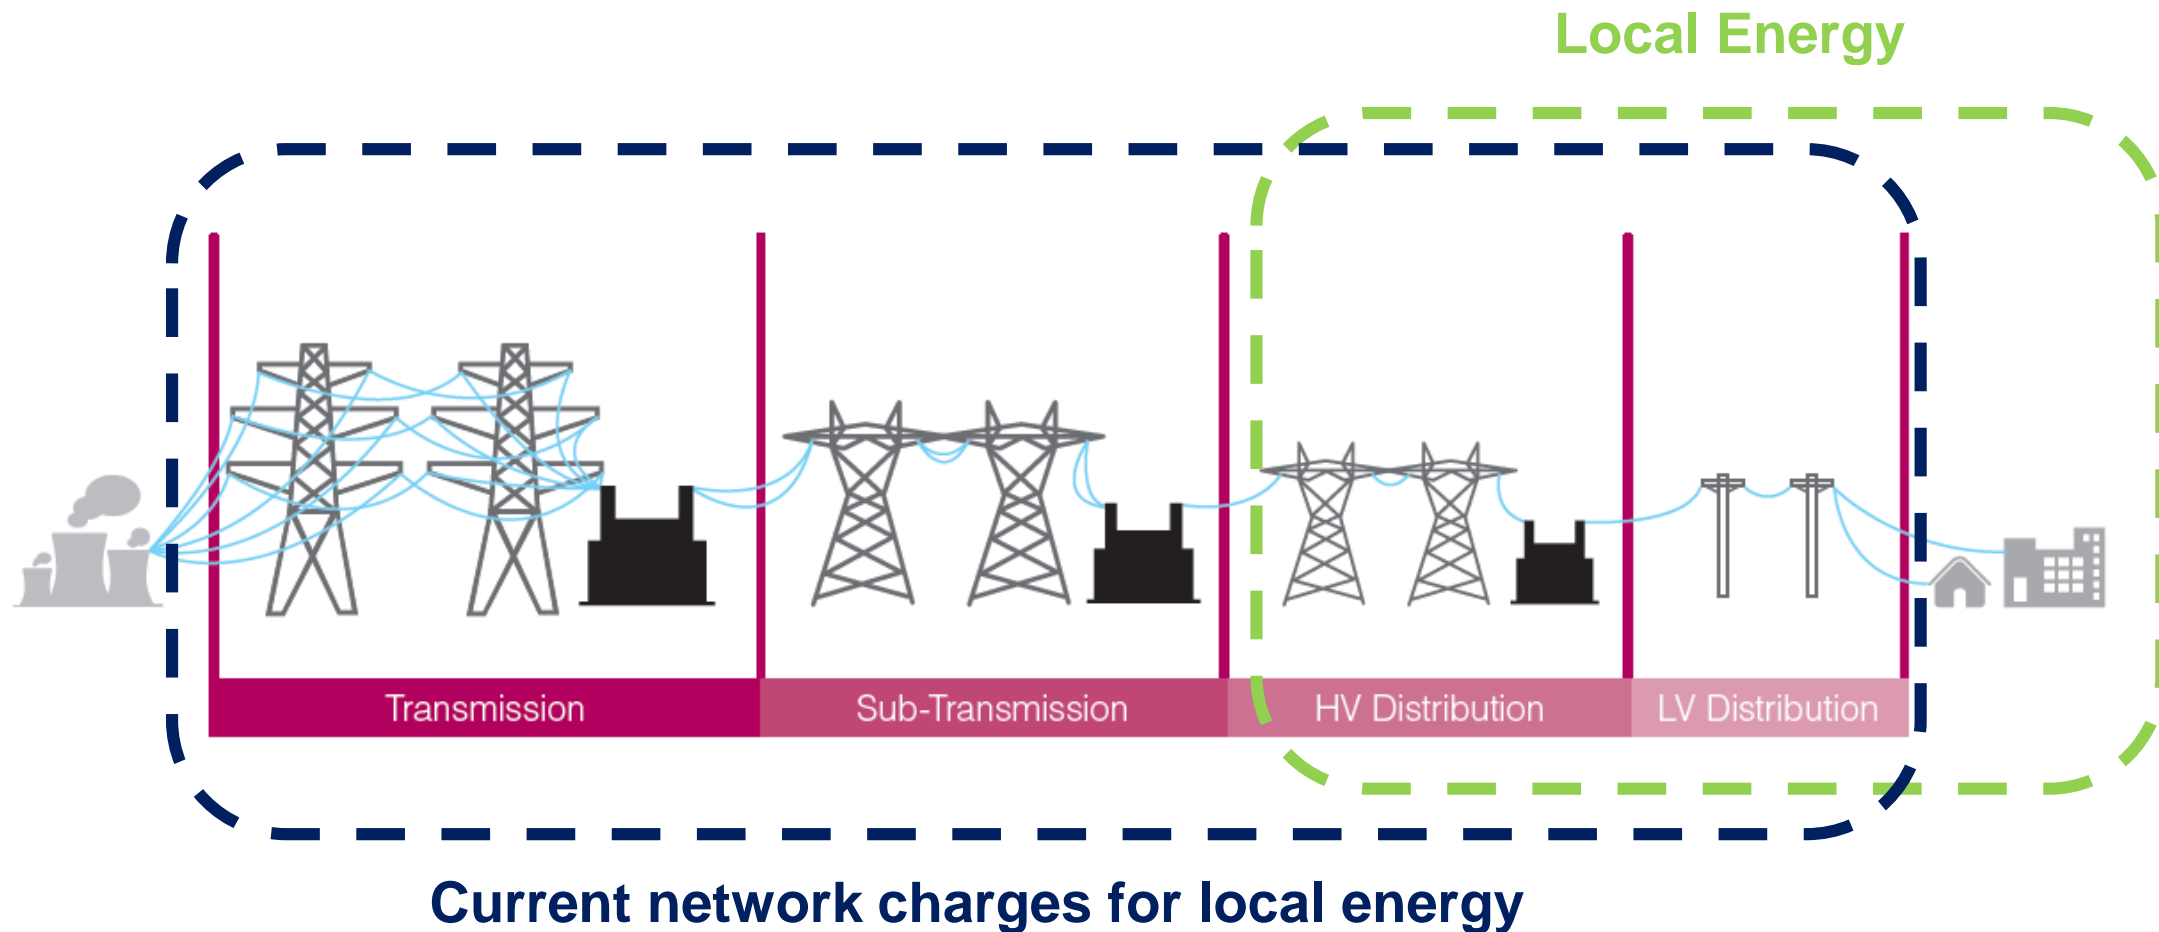 Local Energy
Transmission
Sub-Transmission
HV Distribution
LV Distribution
Current network charges for local energy